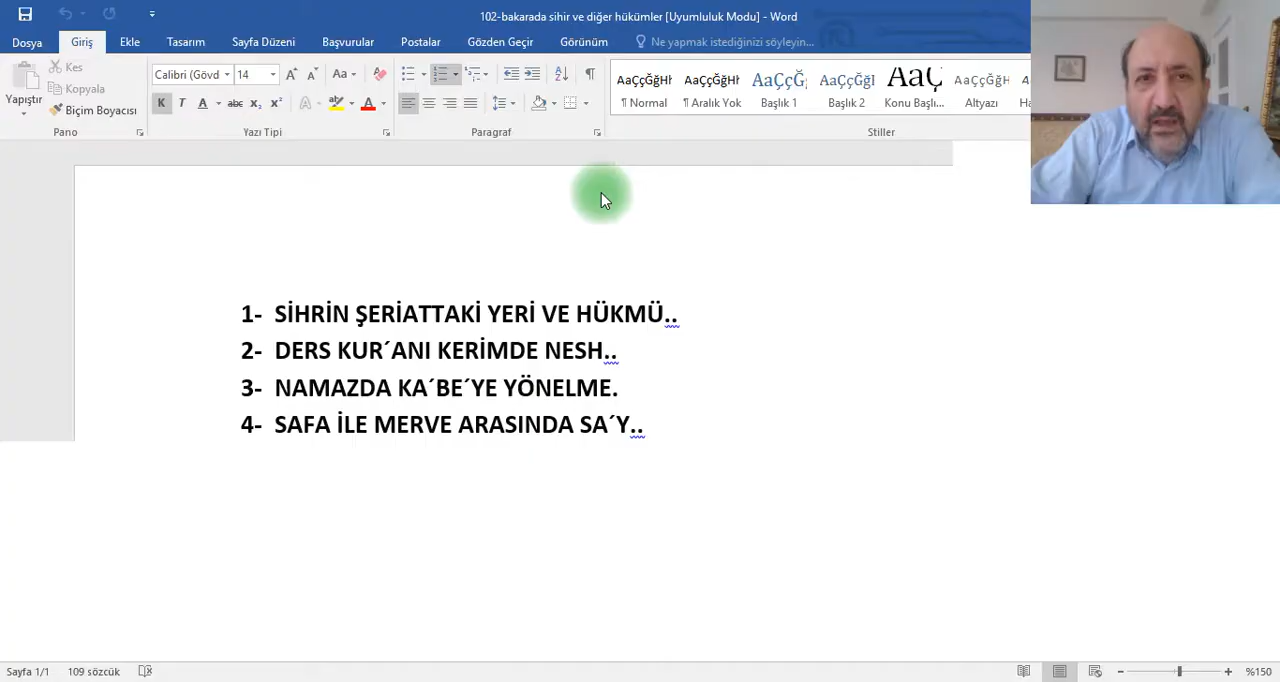 102-bakarada sihir ve diğer hükümler [Uyumluluk Modu] - Word
Dosya Giriş Ekle Tasarım Sayfa Düzeni Başvurular Postalar Gözden Geçir Görünüm Ne yapmak istediğinizi söyleyin...
Yapıştır
Kes
Kopyala
Biçim Boyacısı
Pano
Calibri (Gövd 14
Yazı Tipi
Paragraf
AaÇçĞğHł AaÇçĞğHł AaÇçĞ AaÇçĞğI AaÇ AaÇçĞğH
¶ Normal ¶ Aralık Yok Başlık 1 Başlık 2 Konu Başlı... Altyazı
Stiller
1- SİHRİN ŞERİATTAKİ YERİ VE HÜKMÜ..
2- DERS KUR´ANI KERİMDE NESH..
3- NAMAZDA KA´BE´YE YÖNELME.
4- SAFA İLE MERVE ARASINDA SA´Y..
Sayfa 1/1 109 sözcük %150